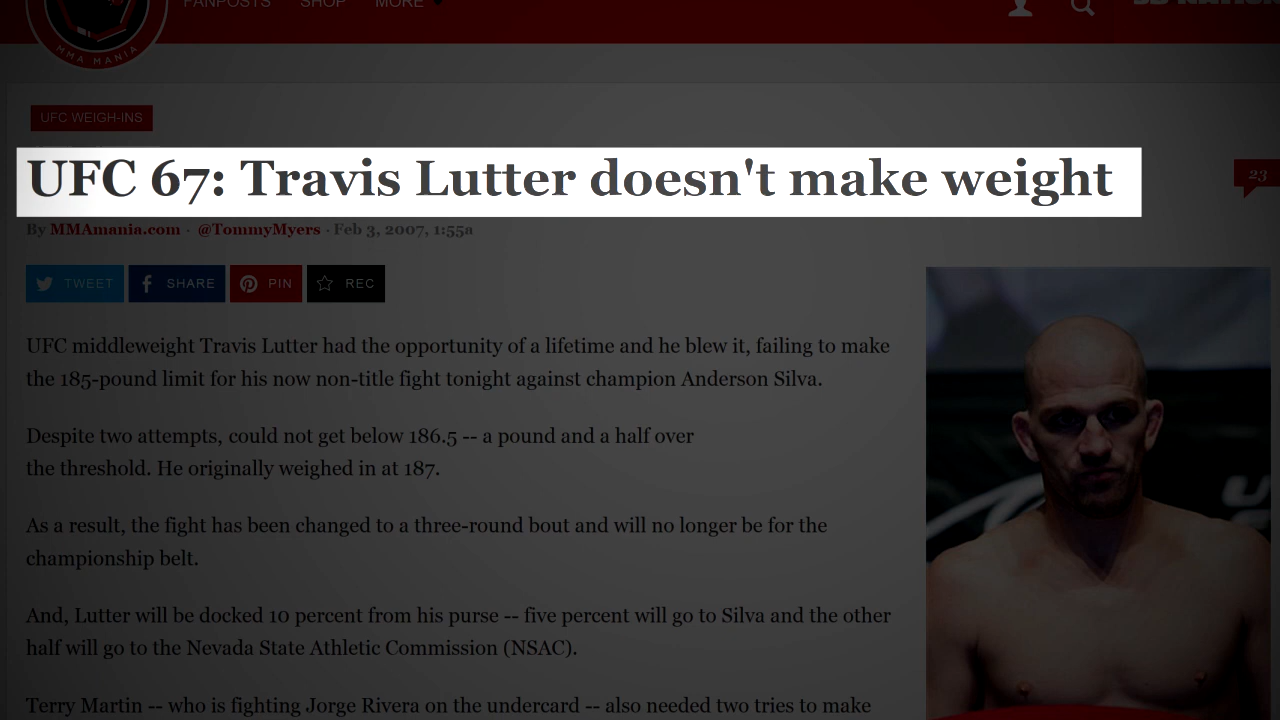 FANPOSTS SHOP MORE
MMA MANIA
UFC WEIGH-INS
UFC 67: Travis Lutter doesn't make weight
23
By MMAmania.com · @TommyMyers · Feb 3, 2007, 1:55a
TWEET SHARE PIN REC
UFC middleweight Travis Lutter had the opportunity of a lifetime and he blew it, failing to make
the 185-pound limit for his now non-title fight tonight against champion Anderson Silva.
Despite two attempts, could not get below 186.5 -- a pound and a half over
the threshold. He originally weighed in at 187.
As a result, the fight has been changed to a three-round bout and will no longer be for the
championship belt.
And, Lutter will be docked 10 percent from his purse -- five percent will go to Silva and the other
half will go to the Nevada State Athletic Commission (NSAC).
Terry Martin -- who is fighting Jorge Rivera on the undercard -- also needed two tries to make